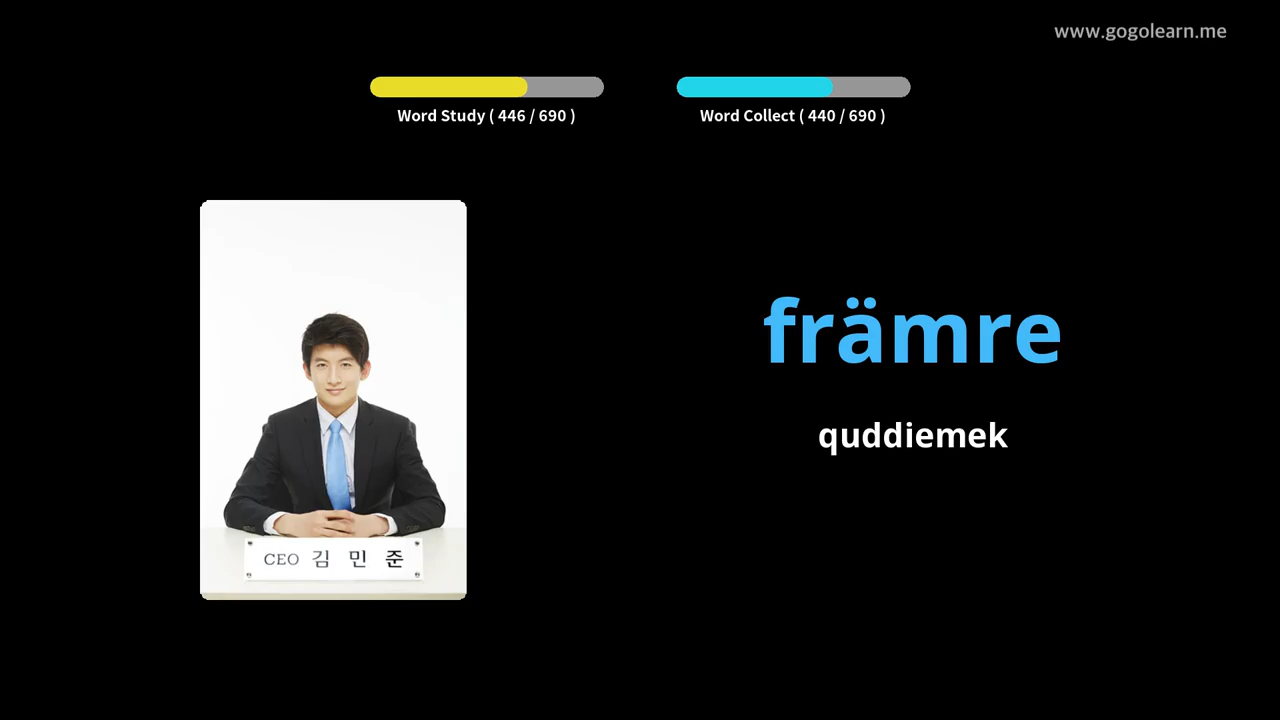 www.gogolearn.me
Word Study ( 446 / 690 )
Word Collect ( 440 / 690 )
främre
quddiemek
CEO 김 민 준